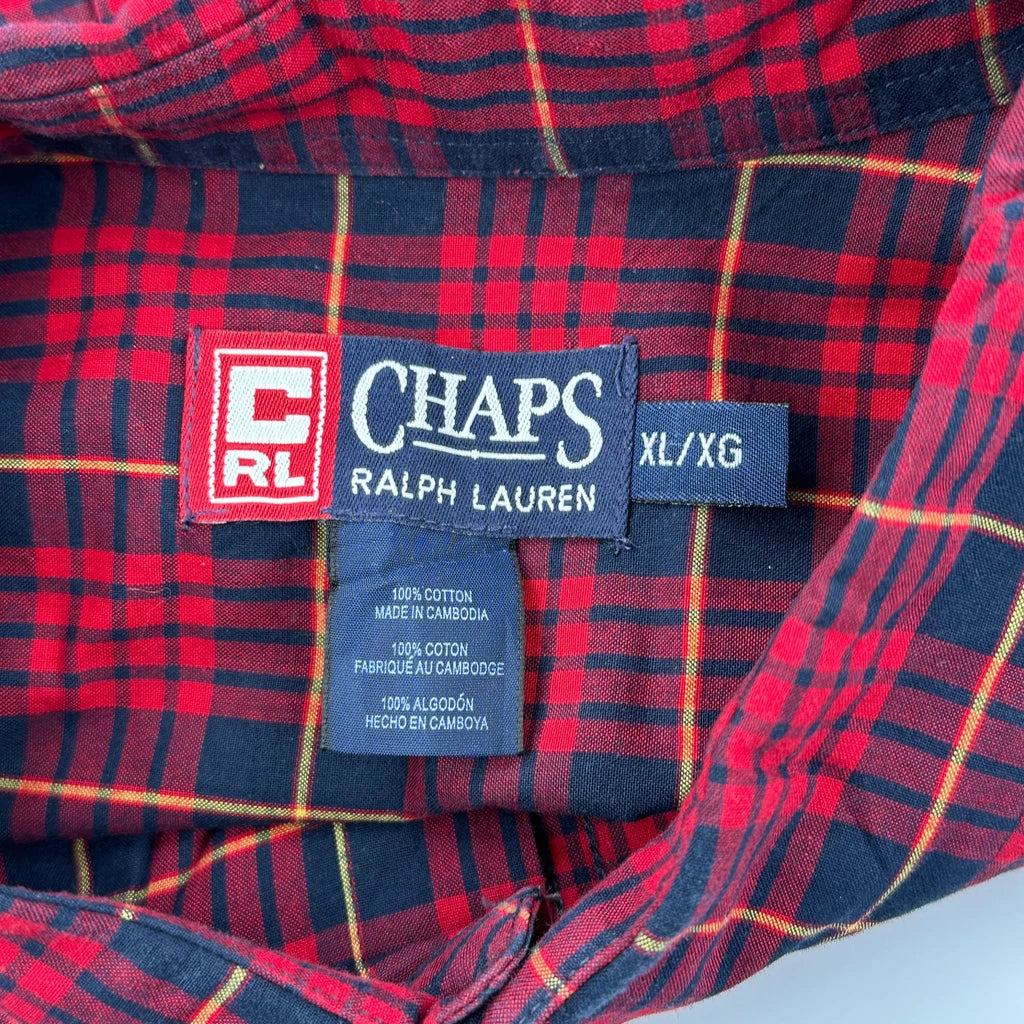 C
RL
CHAPS
RALPH LAUREN
XL/XG
100% COTTON
MADE IN CAMBODIA
100% COTON
FABRIQUÉ AU CAMBODGE
100% ALGODÓN
HECHO EN CAMBOYA